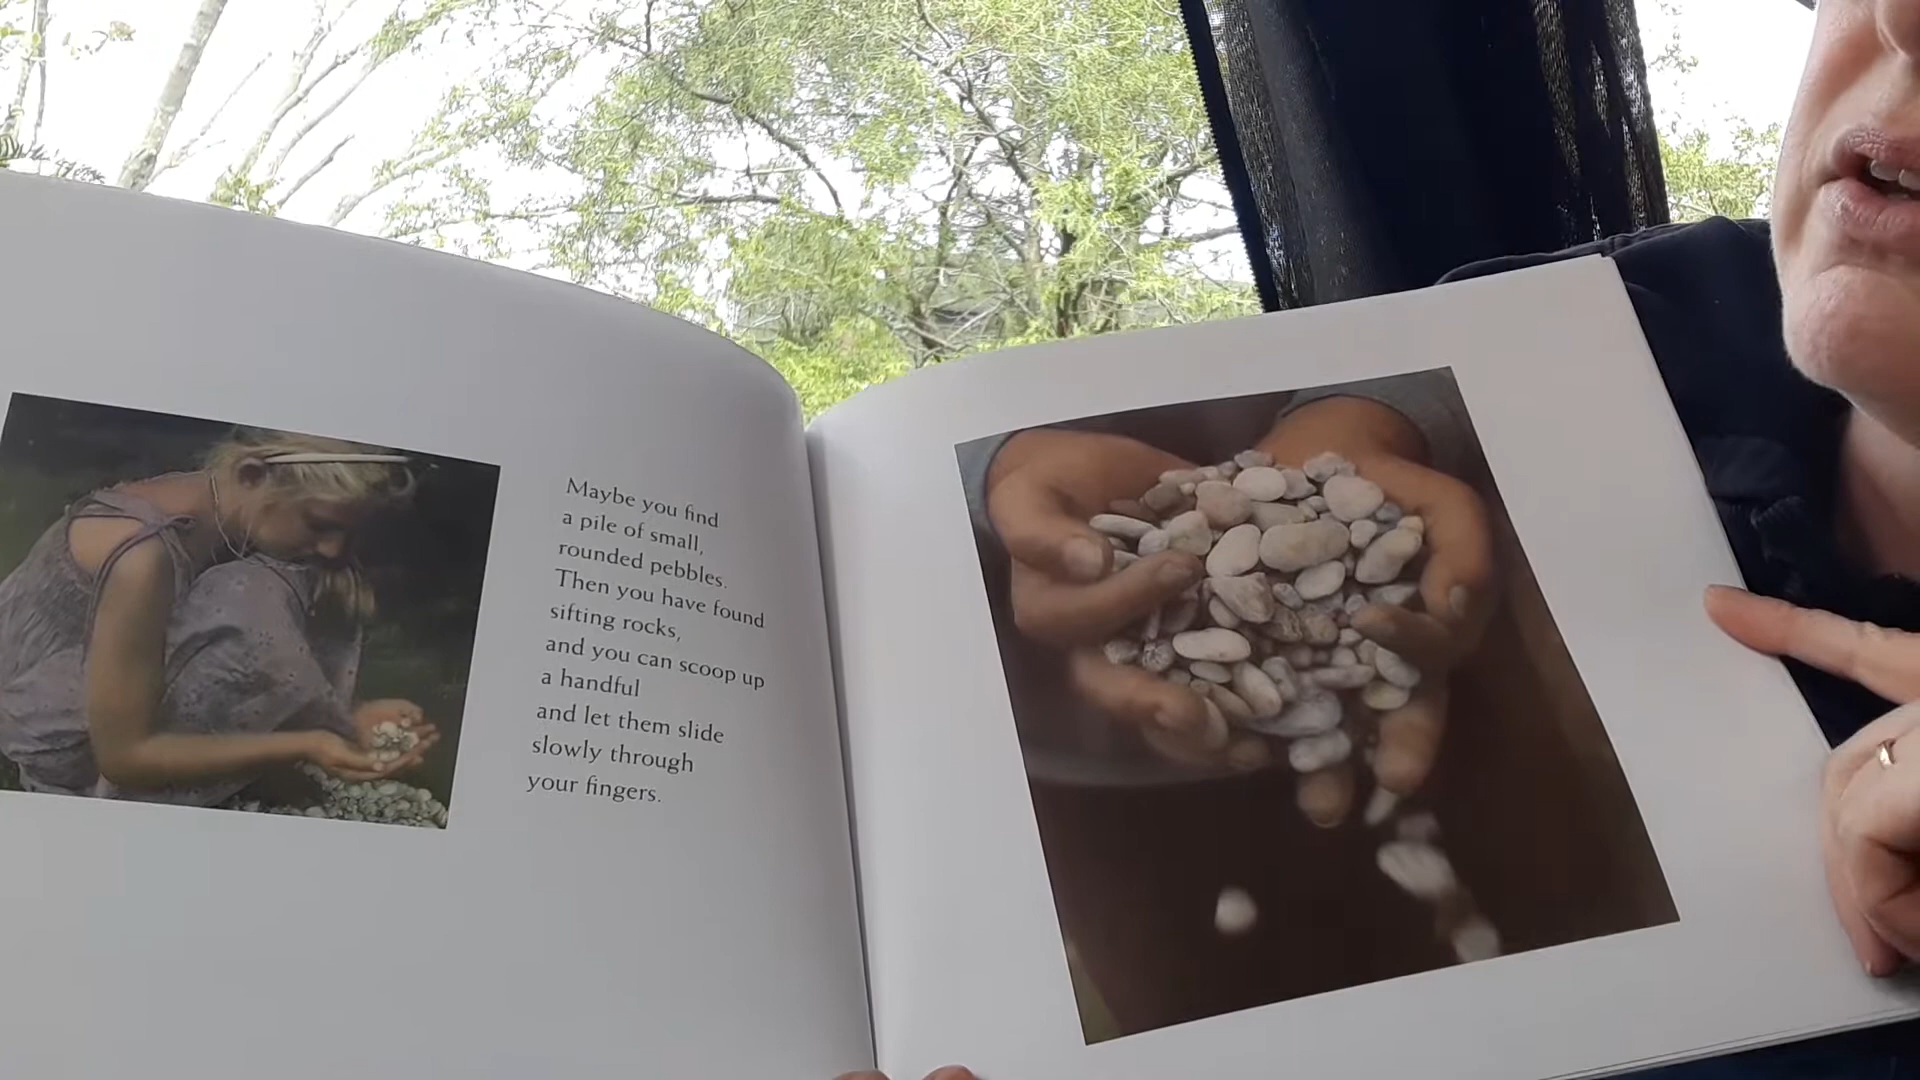 Maybe you find
a pile of small,
rounded pebbles.
Then you have found
sifting rocks,
and you can scoop up
a handful
and let them slide
slowly through
your fingers.